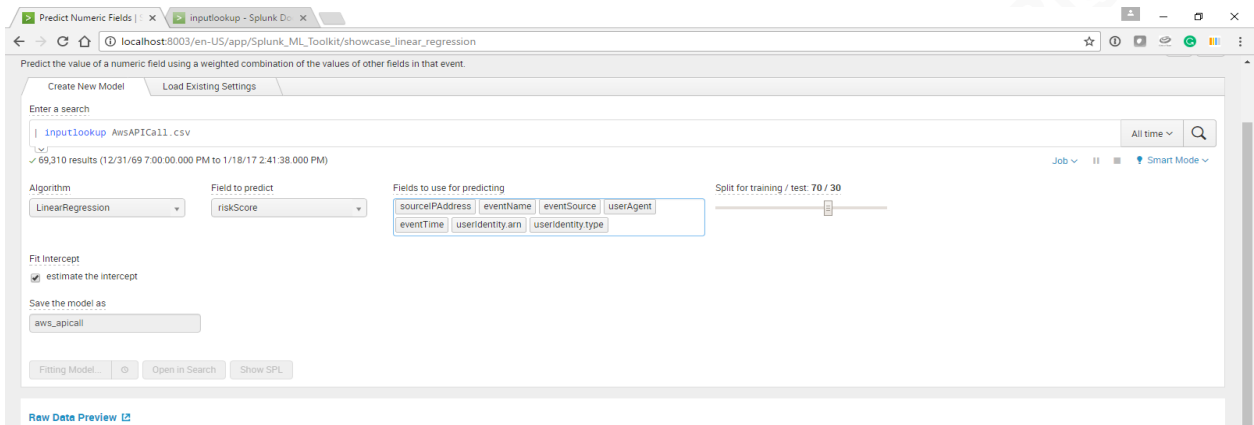 Predict Numeric Fields | S
inputlookup - Splunk Do
localhost:8003/en-US/app/Splunk_ML_Toolkit/showcase_linear_regression
Predict the value of a numeric field using a weighted combination of the values of other fields in that event.
Create New Model Load Existing Settings
Enter a search
| inputlookup AwsAPICall.csv
All time
69,310 results (12/31/69 7:00:00.000 PM to 1/18/17 2:41:38.000 PM)
Job Smart Mode
Algorithm Field to predict Fields to use for predicting Split for training / test: 70 / 30
LinearRegression riskScore sourceIPAddress eventName eventSource userAgent
eventTime userIdentity.arn userIdentity.type
Fit Intercept
estimate the intercept
Save the model as
aws_apicall
Fitting Model... Open in Search Show SPL
Raw Data Preview